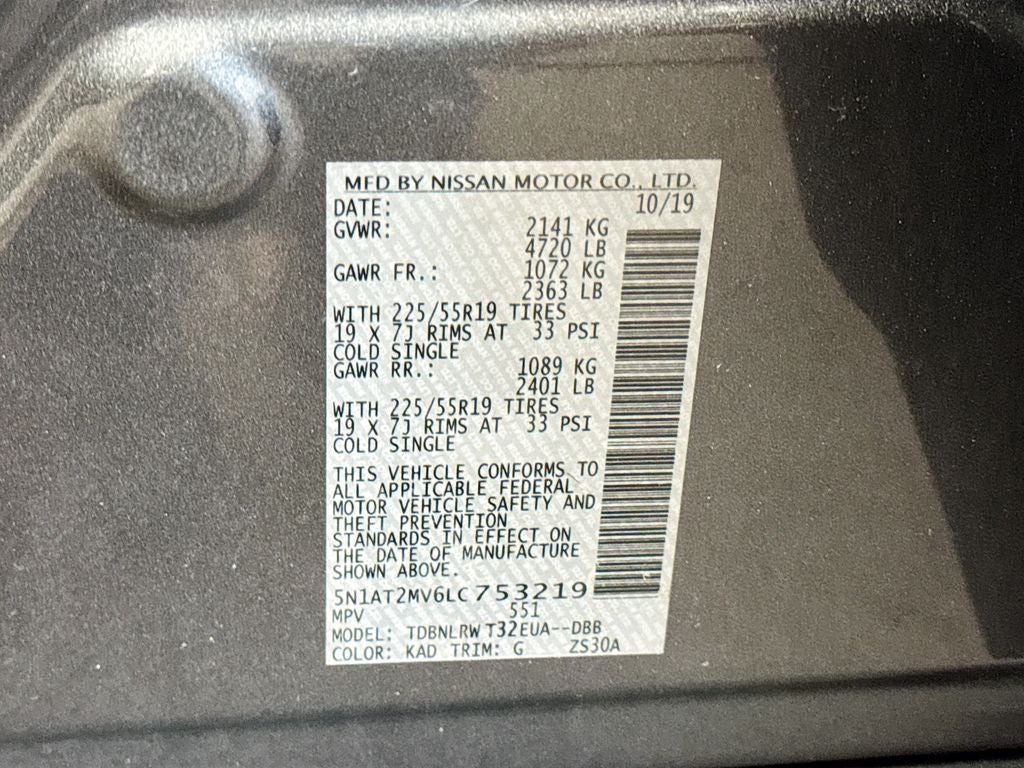 MFD BY NISSAN MOTOR CO., LTD.
DATE: 10/19
GVWR: 2141 KG
4720 LB
GAWR FR.: 1072 KG
2363 LB
WITH 225/55R19 TIRES
19 X 7J RIMS AT 33 PSI
COLD SINGLE
GAWR RR.: 1089 KG
2401 LB
WITH 225/55R19 TIRES
19 X 7J RIMS AT 33 PSI
COLD SINGLE
THIS VEHICLE CONFORMS TO
ALL APPLICABLE FEDERAL
MOTOR VEHICLE SAFETY AND
THEFT PREVENTION
STANDARDS IN EFFECT ON
THE DATE OF MANUFACTURE
SHOWN ABOVE.
5N1AT2MV6LC753219
MPV 551
MODEL: TDBNLRW T32EUA--DBB
COLOR: KAD TRIM: G ZS30A